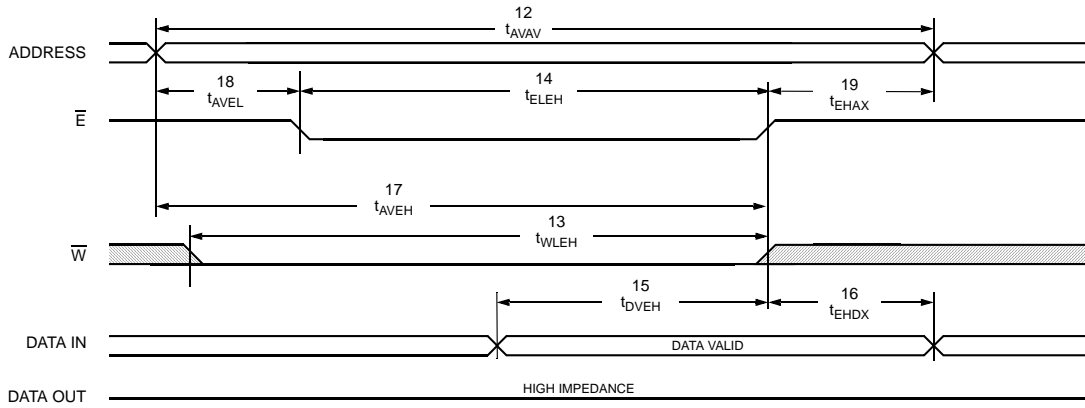 12
tAVAV
ADDRESS
18
tAVEL
14
tELEH
19
tEHAX
E
17
tAVEH
13
tWLEH
W
15
tDVEH
16
tEHDX
DATA IN
DATA VALID
DATA OUT
HIGH IMPEDANCE